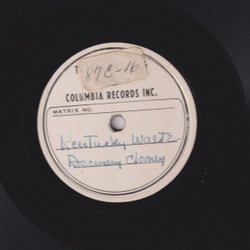 T
87C-16
COLUMBIA RECORDS INC.
MATRIX NO.
Kentucky Waltz
Rosemary Clooney